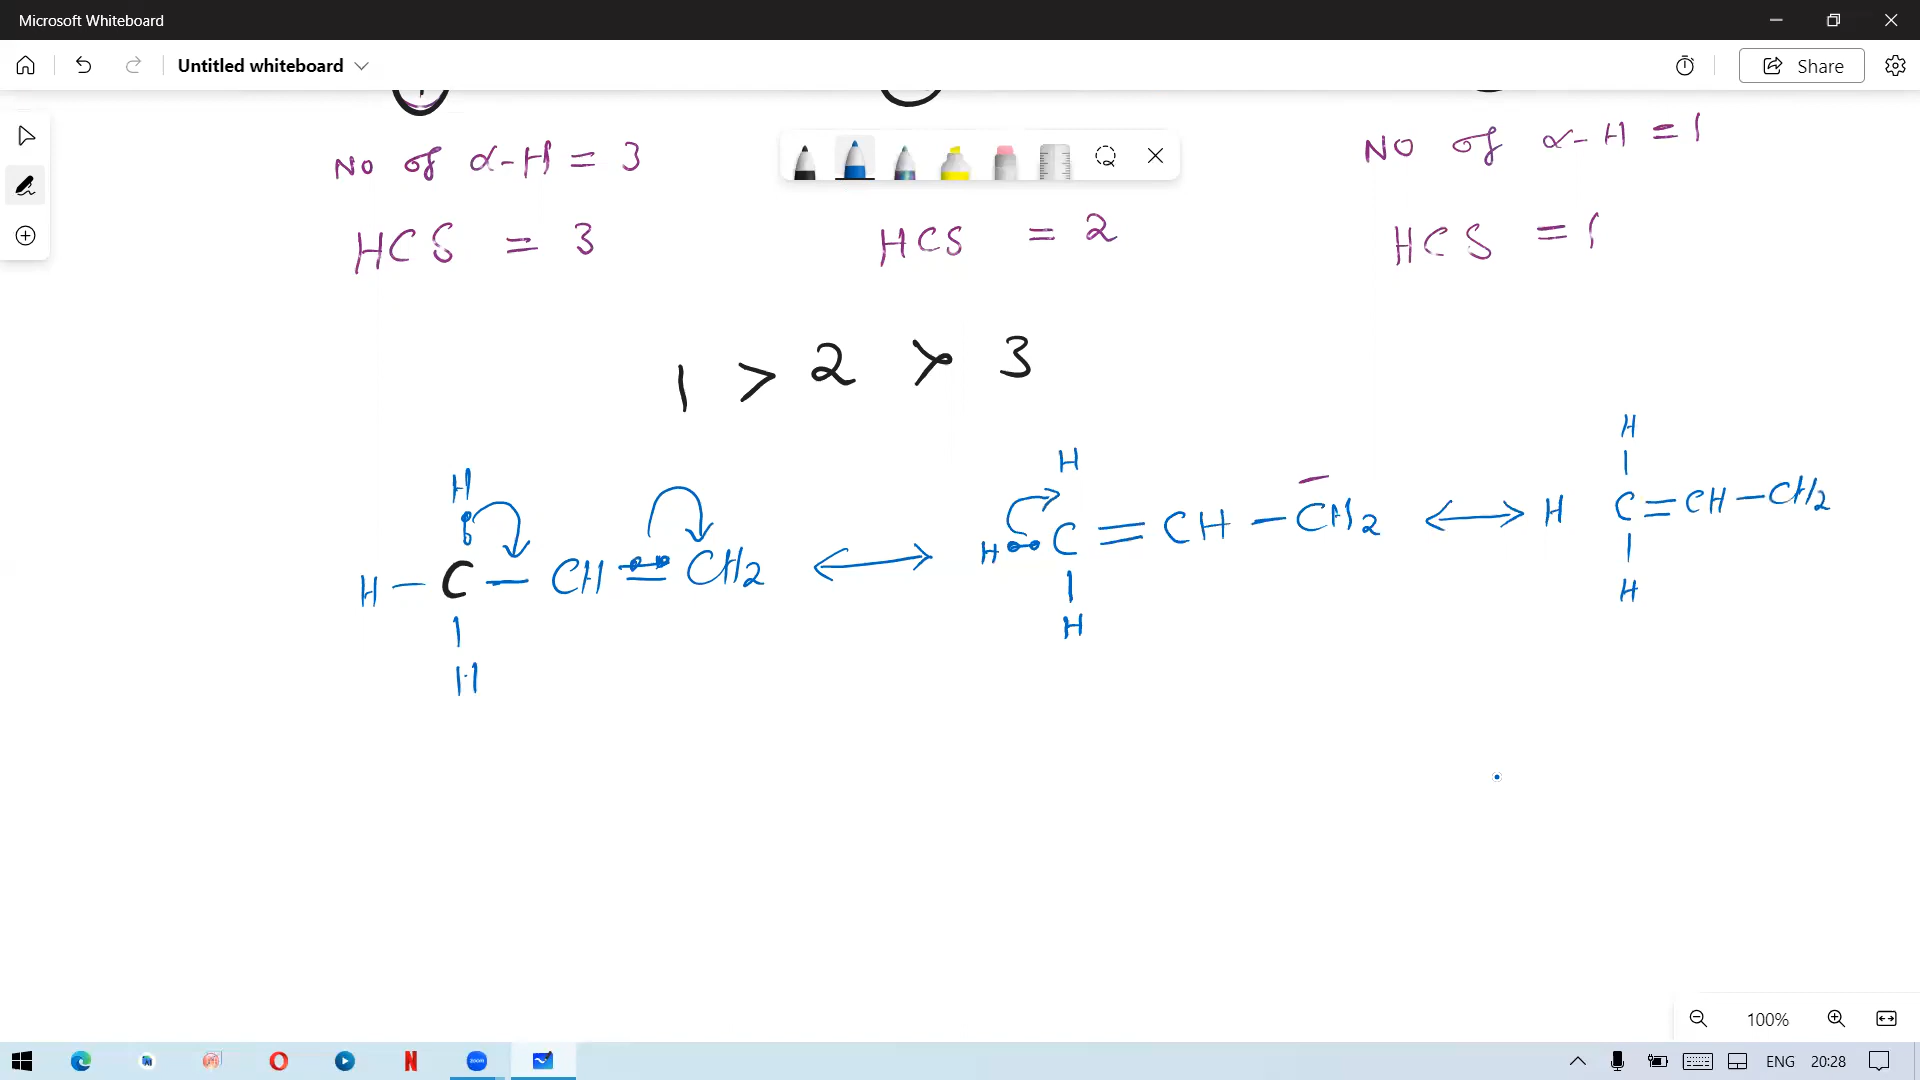 Microsoft Whiteboard
Untitled whiteboard
Share
No of α-H = 3
No of α-H = 1
HCS = 3
HCS = 2
HCS = 1
1 > 2 > 3
H
H
H
H - C - CH = CH2 ⟷ H C = CH - CH2 ⟷ H C = CH - CH2
H
H
H
100%
zoom
ENG
20:28